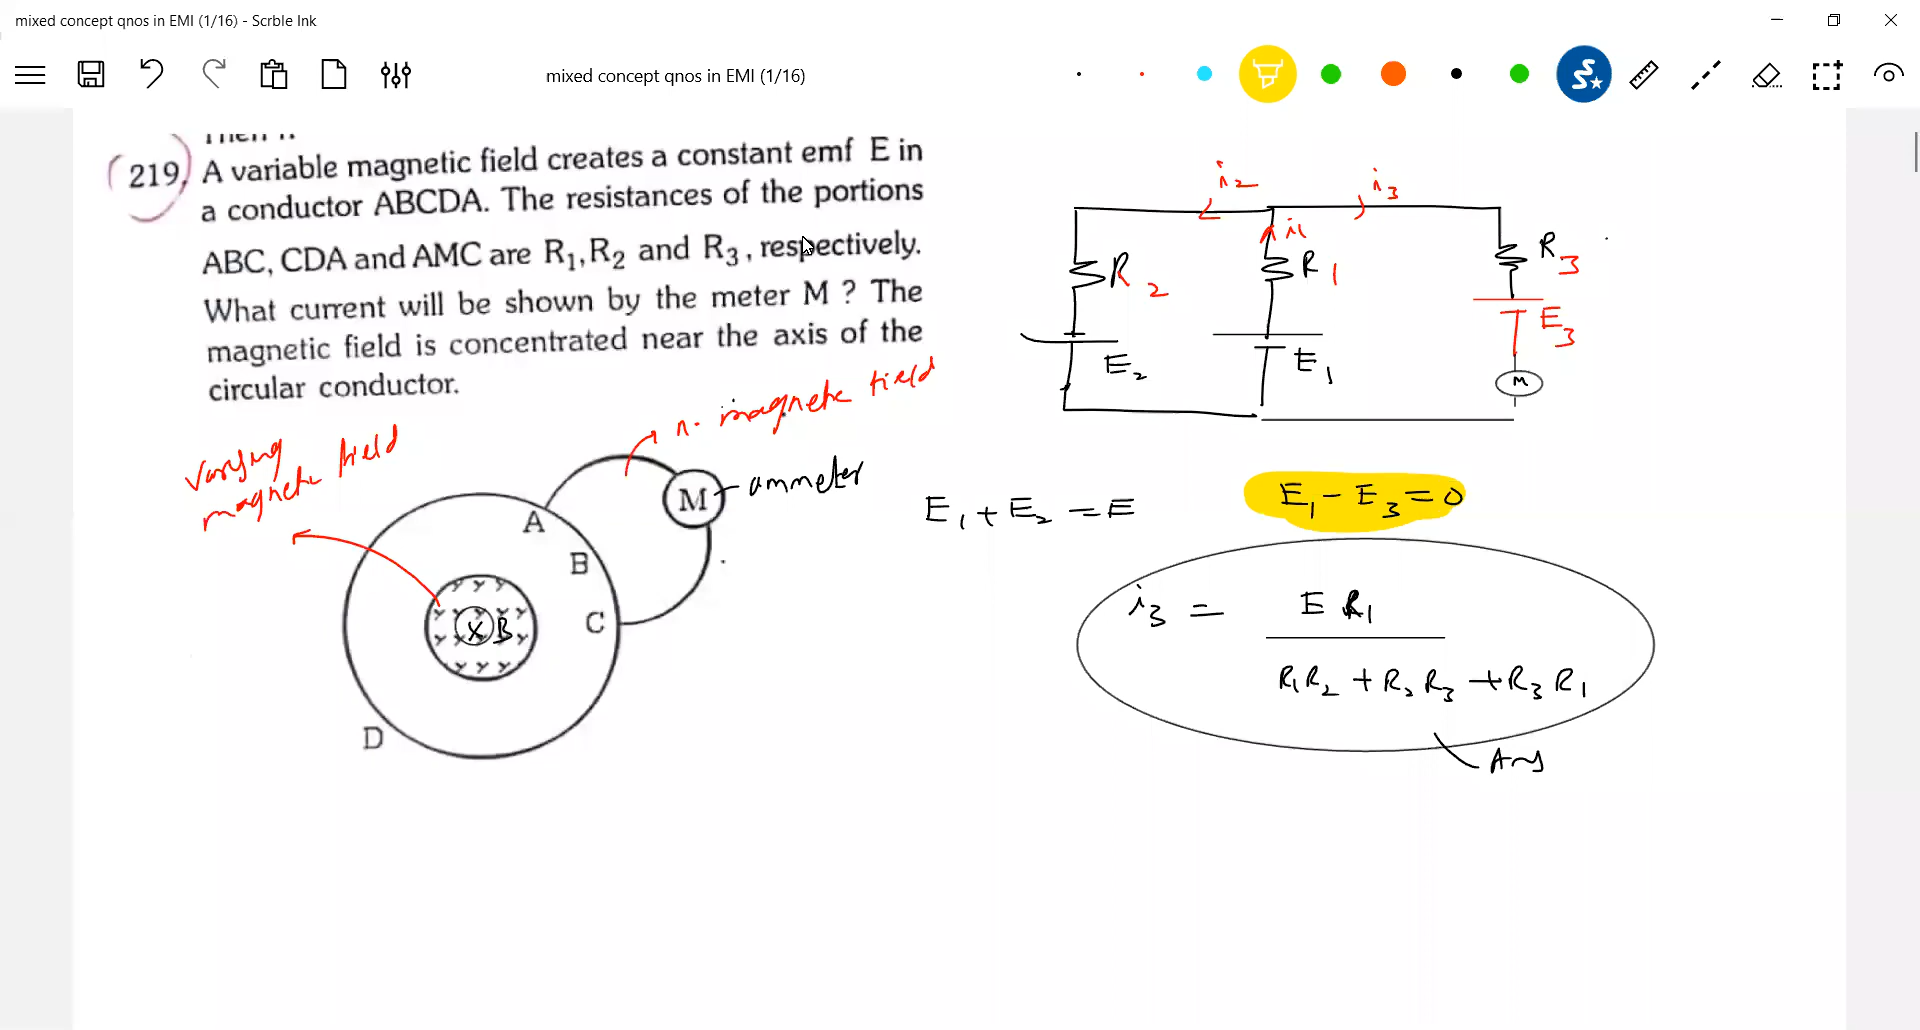 mixed concept qnos in EMI (1/16) - Scrble Ink
mixed concept qnos in EMI (1/16)
219, A variable magnetic field creates a constant emf E in
a conductor ABCDA. The resistances of the portions
ABC, CDA and AMC are R₁, R₂ and R₃, respectively.
What current will be shown by the meter M ? The
magnetic field is concentrated near the axis of the
circular conductor.
varying
magnetic field
n. magnetic field
M
ammeter
A
B
C
D
X B
i₂
i₃
i₁
R₂
R₁
R₃
E₂
E₁
E₃
M
E₁ + E₂ = E
E₁ - E₃ = 0
i₃ = E R₁
R₁R₂ + R₂R₃ + R₃R₁
Ans